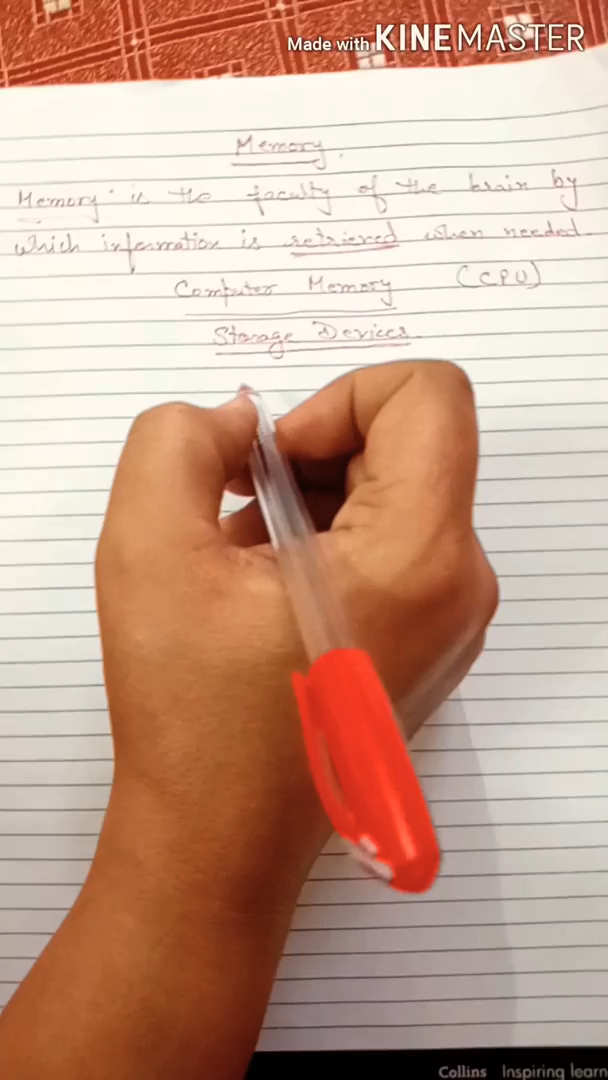 Made with KINEMASTER
Memory.
Memory is the faculty of the brain by
which information is retrieved when needed.
Computer Memory (CPU)
Storage Devices
Collins Inspiring learn